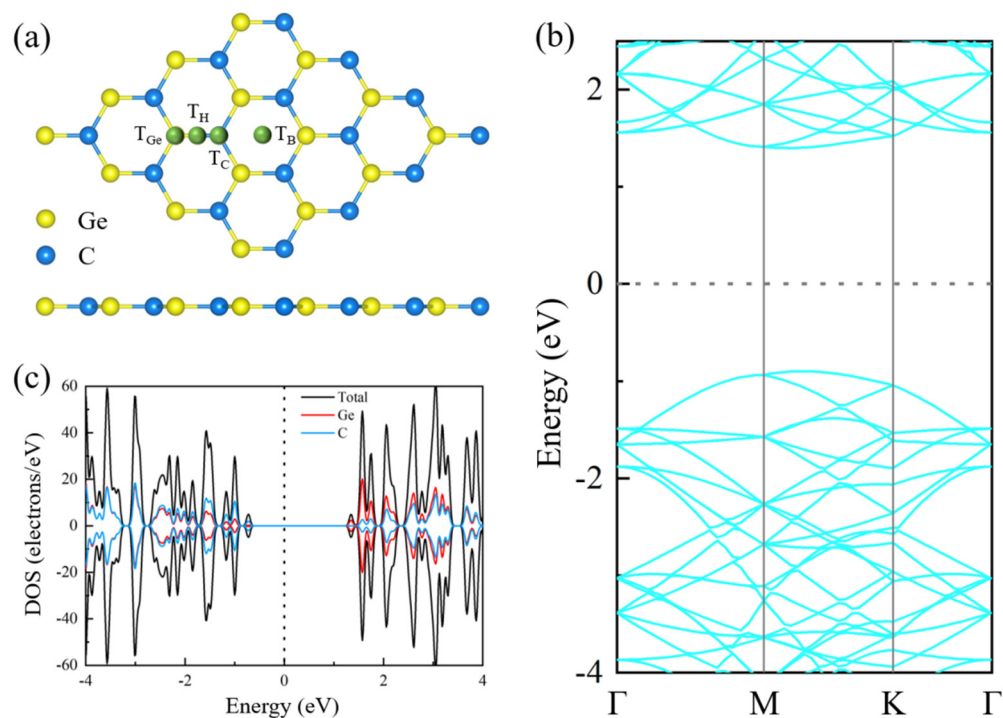 (a)
T_Ge
T_H
T_C
T_B
Ge
C
(b)
Energy (eV)
2
0
-2
-4
Γ
M
K
Γ
(c)
DOS (electrons/eV)
60
40
20
0
-20
-40
-60
Total
Ge
C
-4
-2
0
2
4
Energy (eV)